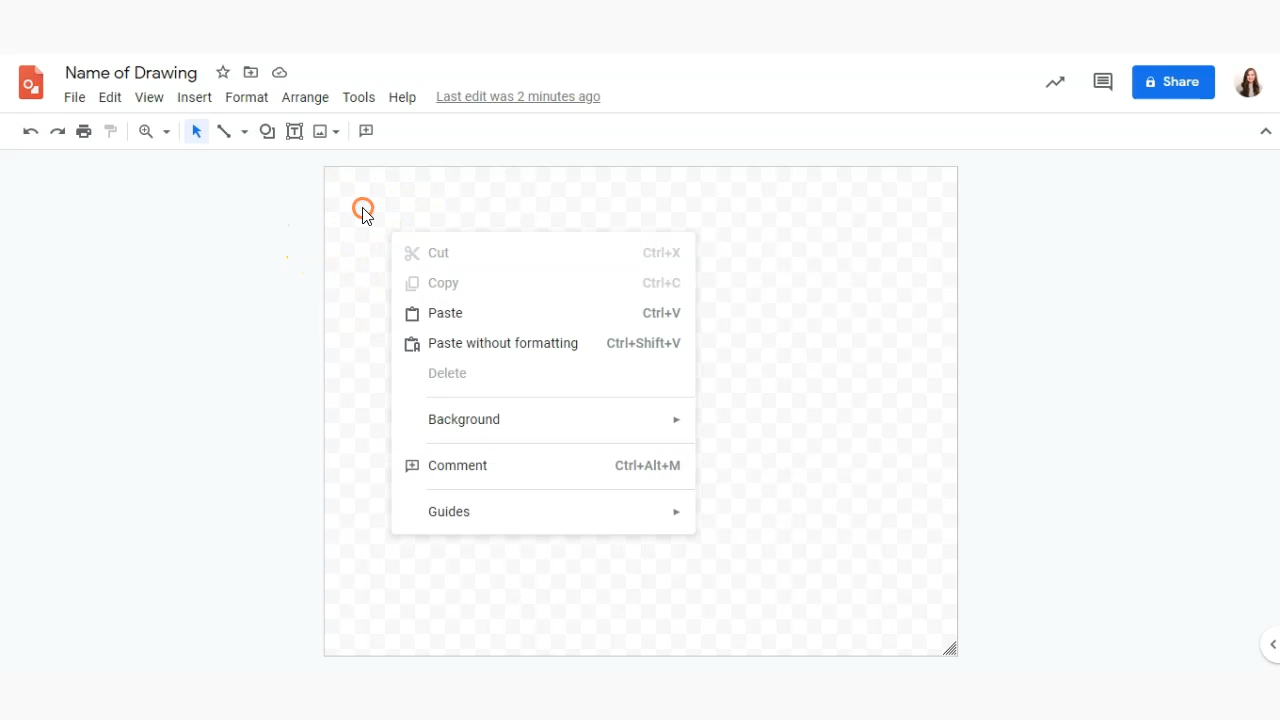 Name of Drawing
File Edit View Insert Format Arrange Tools Help Last edit was 2 minutes ago
Share
Cut Ctrl+X
Copy Ctrl+C
Paste Ctrl+V
Paste without formatting Ctrl+Shift+V
Delete
Background
Comment Ctrl+Alt+M
Guides